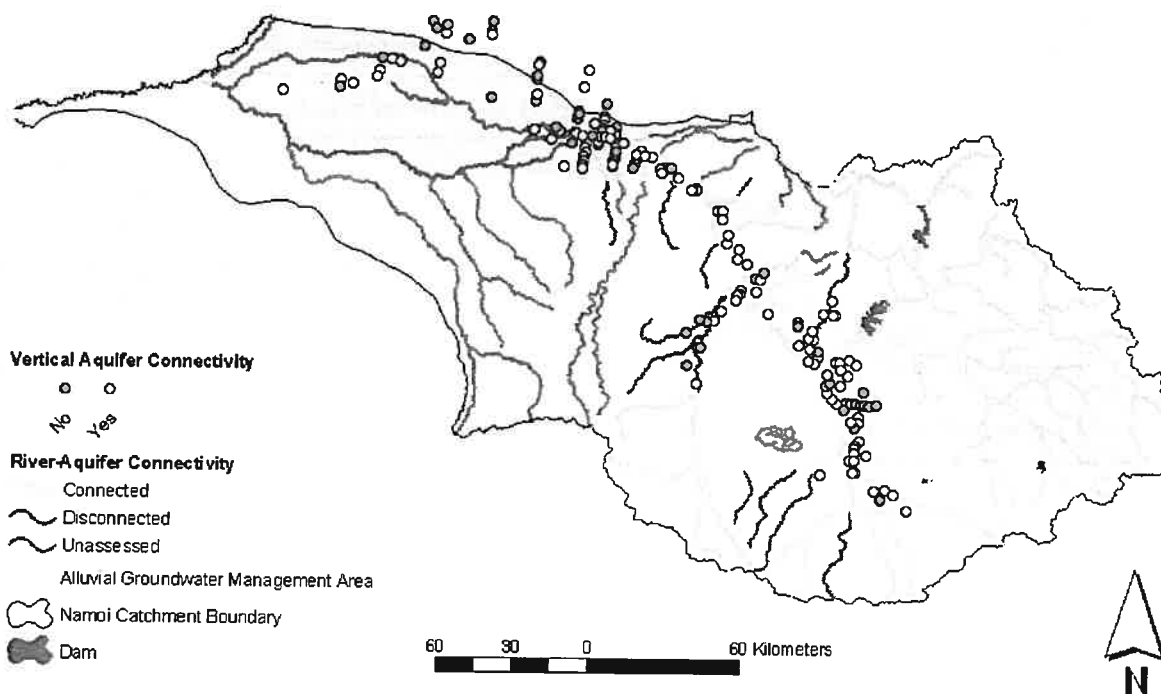 Vertical Aquifer Connectivity
No Yes
River-Aquifer Connectivity
Connected
Disconnected
Unassessed
Alluvial Groundwater Management Area
Namoi Catchment Boundary
Dam
60 30 0 60 Kilometers
N